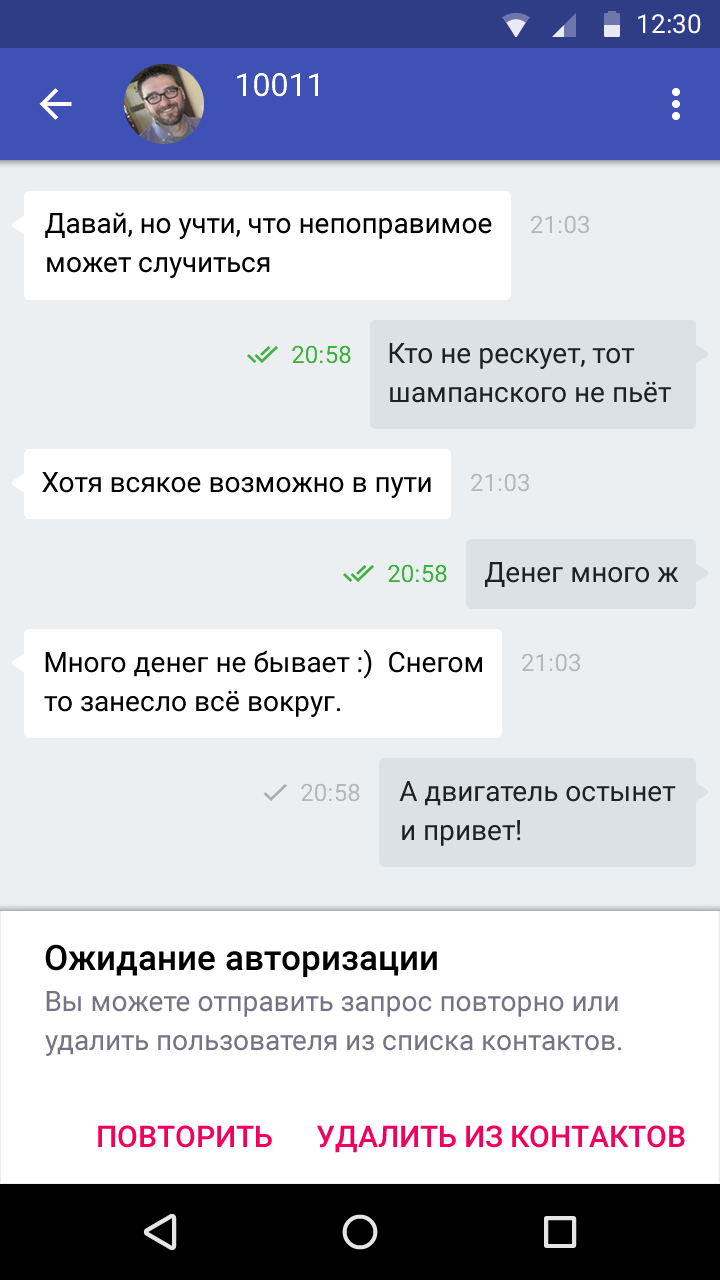 12:30
10011
Давай, но учти, что непоправимое
может случиться
21:03
20:58
Кто не рескует, тот
шампанского не пьёт
Хотя всякое возможно в пути
21:03
20:58
Денег много ж
Много денег не бывает :)  Снегом
то занесло всё вокруг.
21:03
20:58
А двигатель остынет
и привет!
Ожидание авторизации
Вы можете отправить запрос повторно или
удалить пользователя из списка контактов.
ПОВТОРИТЬ
УДАЛИТЬ ИЗ КОНТАКТОВ